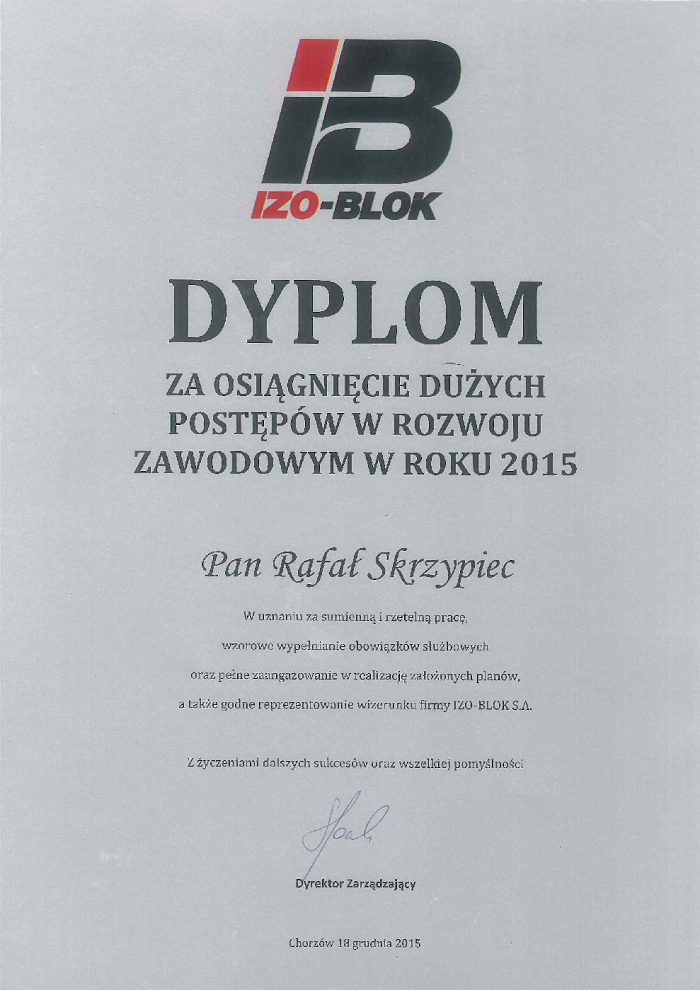 IB
IZO-BLOK
DYPLOM
ZA OSIĄGNIĘCIE DUŻYCH
POSTĘPÓW W ROZWOJU
ZAWODOWYM W ROKU 2015
Pan Rafał Skrzypiec
W uznaniu za sumienną i rzetelną pracę,
wzorowe wypełnianie obowiązków służbowych
oraz pełne zaangażowanie w realizację założonych planów,
a także godne reprezentowanie wizerunku firmy IZO-BLOK S.A.
Z życzeniami dalszych sukcesów oraz wszelkiej pomyślności
Dyrektor Zarządzający
Chorzów 18 grudnia 2015